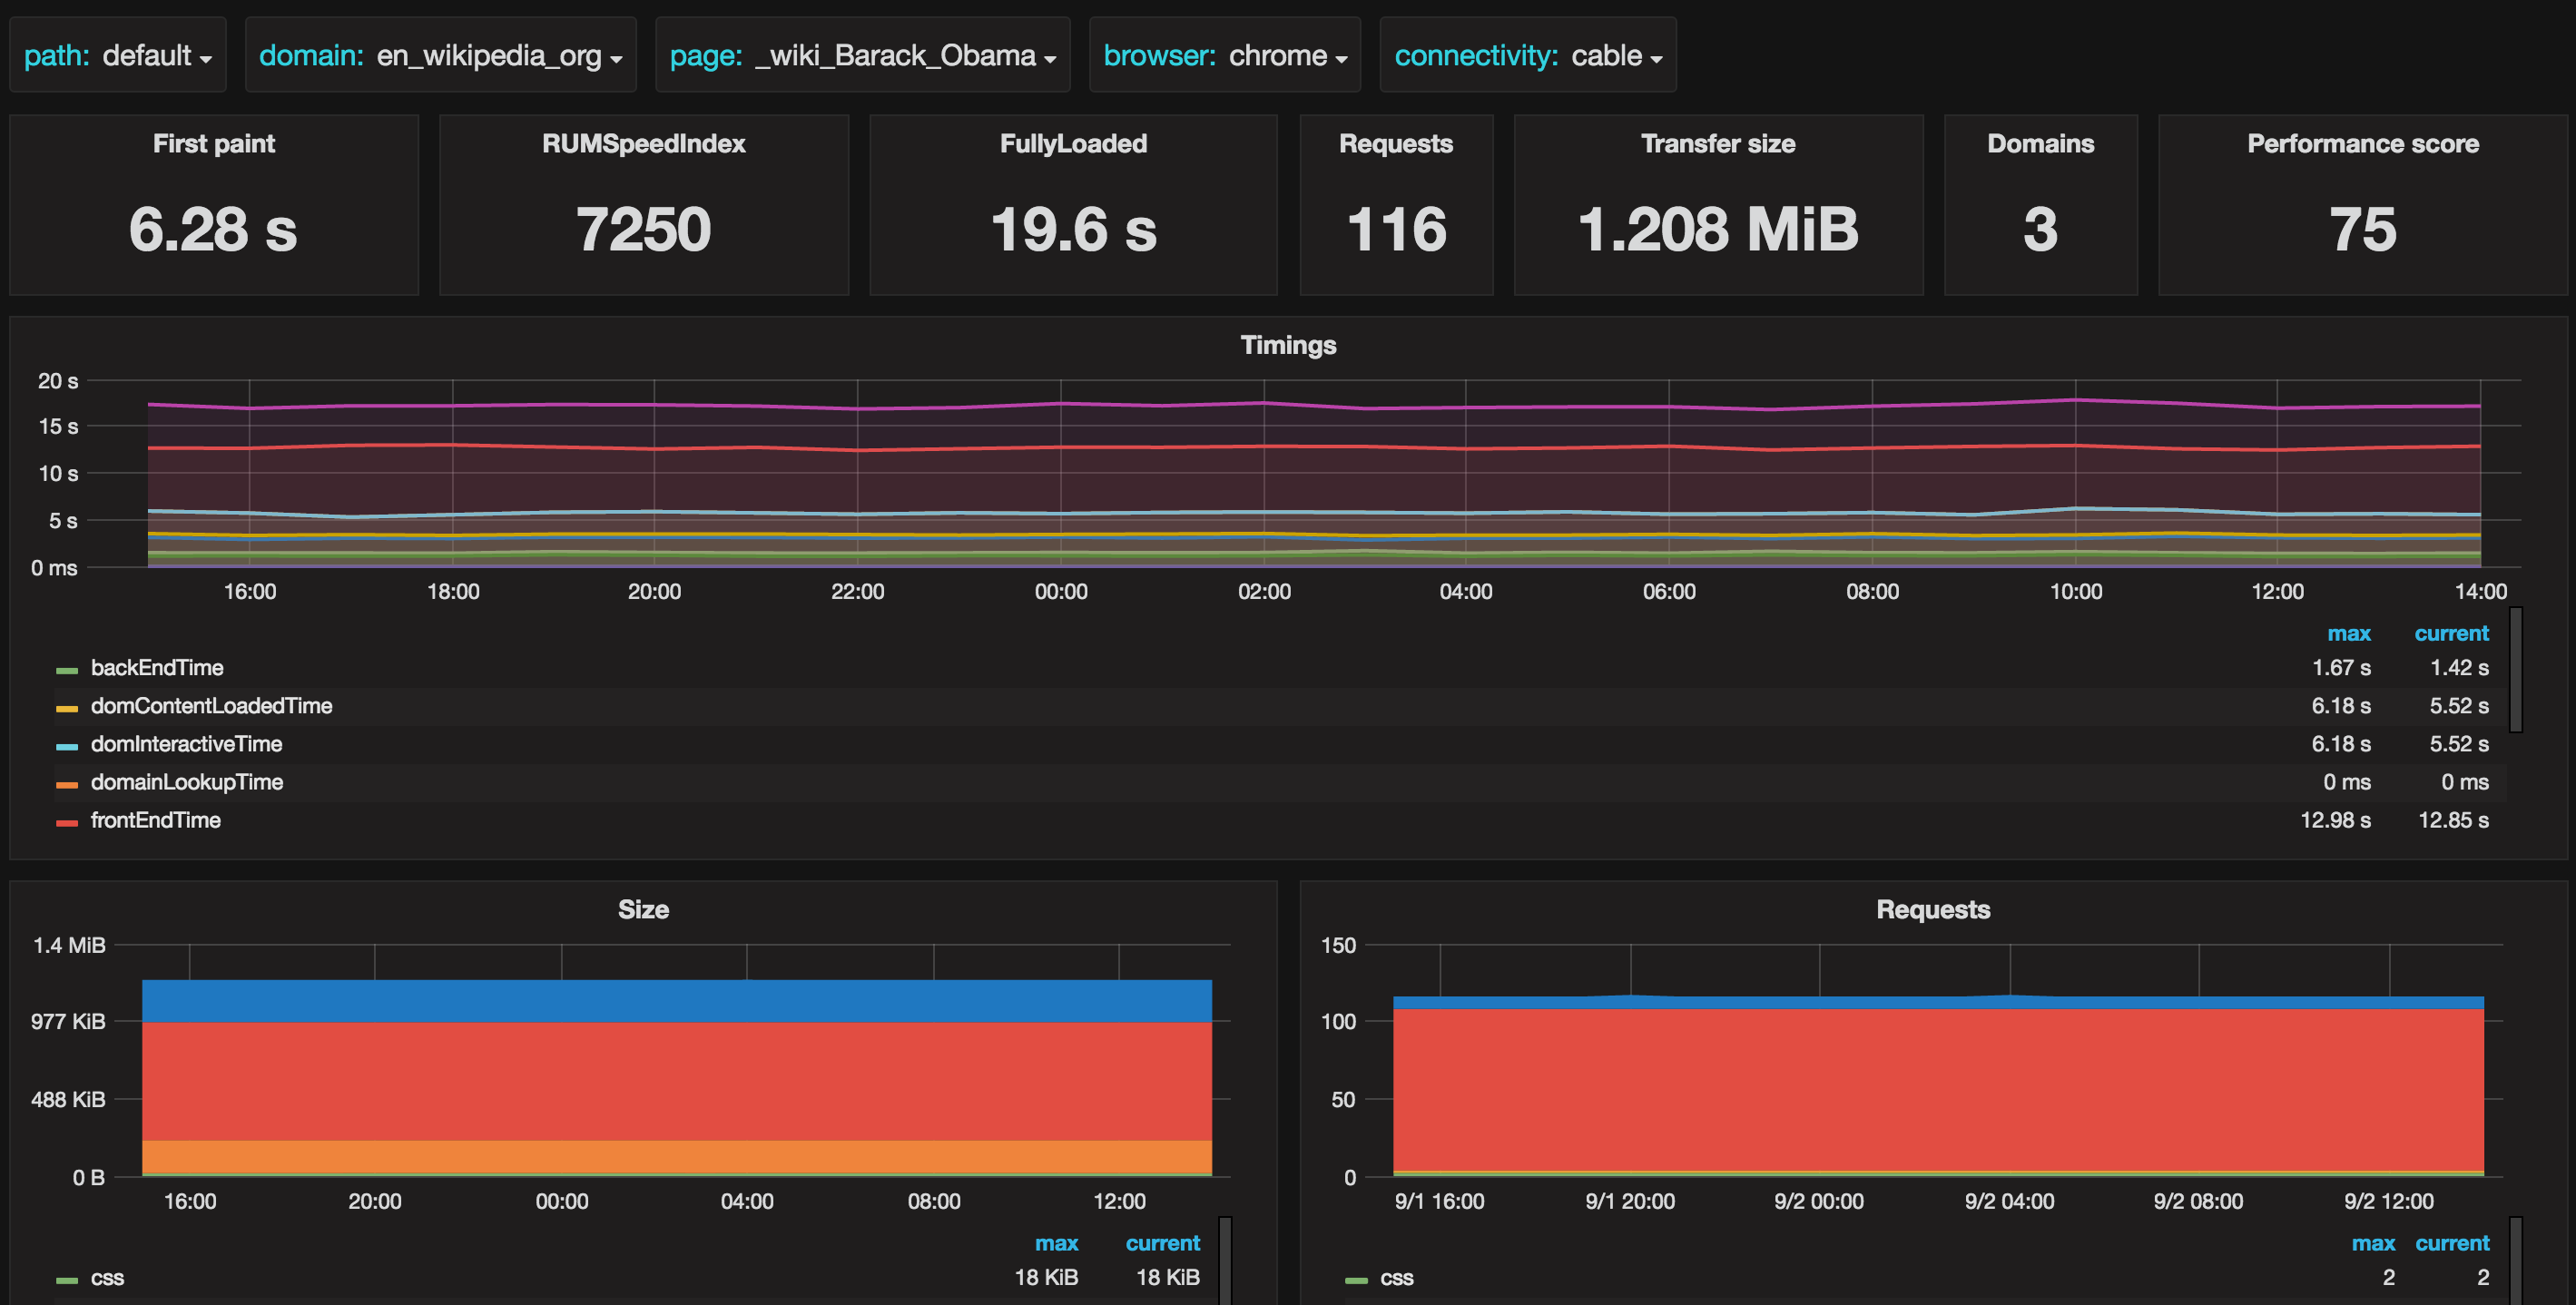 path: default domain: en_wikipedia_org page: _wiki_Barack_Obama browser: chrome connectivity: cable
First paint RUMSpeedIndex FullyLoaded Requests Transfer size Domains Performance score
6.28 s 7250 19.6 s 116 1.208 MiB 3 75
Timings
20 s
15 s
10 s
5 s
0 ms
16:00 18:00 20:00 22:00 00:00 02:00 04:00 06:00 08:00 10:00 12:00 14:00
max current
backEndTime 1.67 s 1.42 s
domContentLoadedTime 6.18 s 5.52 s
domInteractiveTime 6.18 s 5.52 s
domainLookupTime 0 ms 0 ms
frontEndTime 12.98 s 12.85 s
Size
1.4 MiB
977 KiB
488 KiB
0 B
16:00 20:00 00:00 04:00 08:00 12:00
max current
css 18 KiB 18 KiB
Requests
150
100
50
0
9/1 16:00 9/1 20:00 9/2 00:00 9/2 04:00 9/2 08:00 9/2 12:00
max current
css 2 2